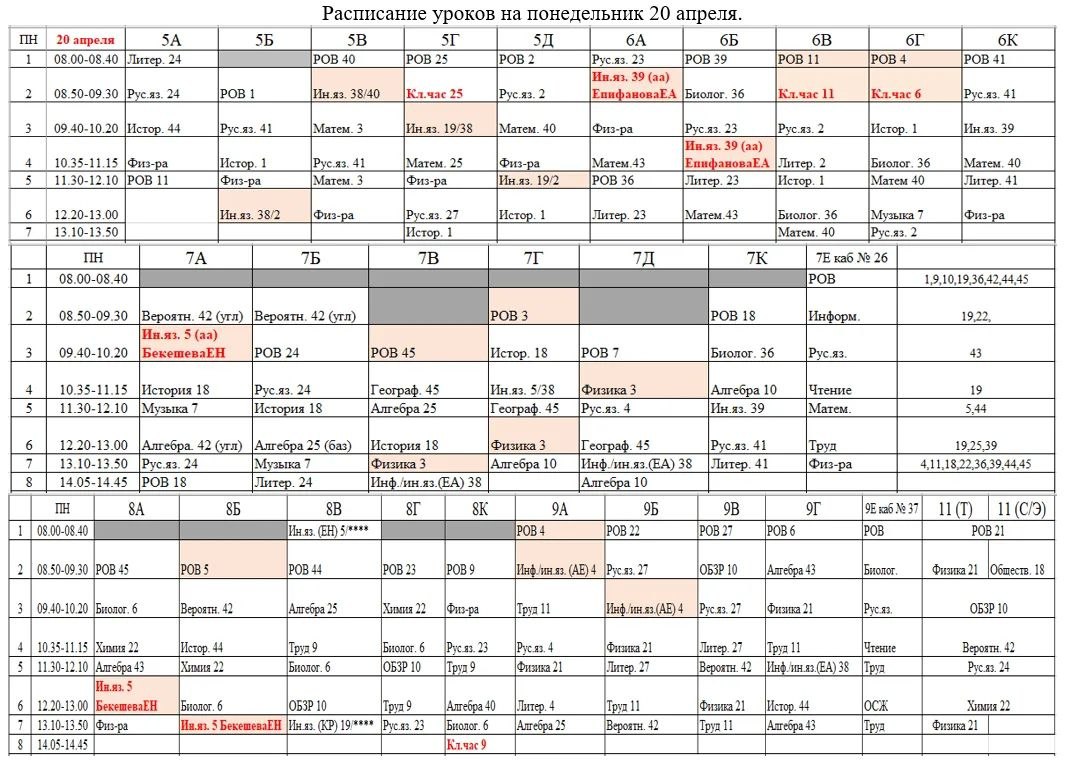 Расписание уроков на понедельник 20 апреля.
ПН 20 апреля 5А 5Б 5В 5Г 5Д 6А 6Б 6В 6Г 6К
1 08.00-08.40 Литер. 24 РОВ 40 РОВ 25 РОВ 2 Рус.яз. 23 РОВ 39 РОВ 11 РОВ 4 РОВ 41
2 08.50-09.30 Рус.яз. 24 РОВ 1 Ин.яз. 38/40 Кл.час 25 Рус.яз. 2 Ин.яз. 39 (аа) ЕпифановаЕА Биолог. 36 Кл.час 11 Кл.час 6 Рус.яз. 41
3 09.40-10.20 Истор. 44 Рус.яз. 41 Матем. 3 Ин.яз. 19/38 Матем. 40 Физ-ра Рус.яз. 23 Рус.яз. 2 Истор. 1 Ин.яз. 39
4 10.35-11.15 Физ-ра Истор. 1 Рус.яз. 41 Матем. 25 Физ-ра Матем.43 Ин.яз. 39 (аа) ЕпифановаЕА Литер. 2 Биолог. 36 Матем. 40
5 11.30-12.10 РОВ 11 Физ-ра Матем. 3 Физ-ра Ин.яз. 19/2 РОВ 36 Литер. 23 Истор. 1 Матем 40 Литер. 41
6 12.20-13.00 Ин.яз. 38/2 Физ-ра Рус.яз. 27 Истор. 1 Литер. 23 Матем.43 Биолог. 36 Музыка 7 Физ-ра
7 13.10-13.50 Истор. 1 Матем. 40 Рус.яз. 2
ПН 7А 7Б 7В 7Г 7Д 7К 7Е каб № 26
1 08.00-08.40 РОВ 1,9,10,19,36,42,44,45
2 08.50-09.30 Вероятн. 42 (угл) Вероятн. 42 (угл) РОВ 3 РОВ 18 Информ. 19,22,
3 09.40-10.20 Ин.яз. 5 (аа) БекешеваЕН РОВ 24 РОВ 45 Истор. 18 РОВ 7 Биолог. 36 Рус.яз. 43
4 10.35-11.15 История 18 Рус.яз. 24 Географ. 45 Ин.яз. 5/38 Физика 3 Алгебра 10 Чтение 19
5 11.30-12.10 Музыка 7 История 18 Алгебра 25 Географ. 45 Рус.яз. 4 Ин.яз. 39 Матем. 5,44
6 12.20-13.00 Алгебра. 42 (угл) Алгебра 25 (баз) История 18 Физика 3 Географ. 45 Рус.яз. 41 Труд 19,25,39
7 13.10-13.50 Рус.яз. 24 Музыка 7 Физика 3 Алгебра 10 Инф./ин.яз.(ЕА) 38 Литер. 41 Физ-ра 4,11,18,22,36,39,44,45
8 14.05-14.45 РОВ 18 Литер. 24 Инф./ин.яз.(ЕА) 38 Алгебра 10
ПН 8А 8Б 8В 8Г 8К 9А 9Б 9В 9Г 9Е каб № 37 11 (Т) 11 (С/Э)
1 08.00-08.40 Ин.яз. (ЕН) 5/**** РОВ 4 РОВ 22 РОВ 27 РОВ 6 РОВ РОВ 21
2 08.50-09.30 РОВ 45 РОВ 5 РОВ 44 РОВ 23 РОВ 9 Инф./ин.яз. (АЕ) 4 Рус.яз. 27 ОБЗР 10 Алгебра 43 Биолог. Физика 21 Обществ. 18
3 09.40-10.20 Биолог. 6 Вероятн. 42 Алгебра 25 Химия 22 Физ-ра Труд 11 Инф./ин.яз.(АЕ) 4 Рус.яз. 27 Физика 21 Рус.яз. ОБЗР 10
4 10.35-11.15 Химия 22 Истор. 44 Труд 9 Биолог. 6 Рус.яз. 23 Рус.яз. 4 Физика 21 Литер. 27 Труд 11 Чтение Вероятн. 42
5 11.30-12.10 Алгебра 43 Химия 22 Биолог. 6 ОБЗР 10 Труд 9 Физика 21 Литер. 27 Вероятн. 42 Инф./ин.яз.(ЕА) 38 Труд Рус.яз. 24
6 12.20-13.00 Ин.яз. 5 БекешеваЕН Биолог. 6 ОБЗР 10 Труд 9 Алгебра 40 Литер. 4 Труд 11 Физика 21 Истор. 44 ОСЖ Химия 22
7 13.10-13.50 Физ-ра Ин.яз. 5 БекешеваЕН Ин.яз. (КР) 19/**** Рус.яз. 23 Биолог. 6 Алгебра 25 Вероятн. 42 Труд 11 Алгебра 43 Труд Физика 21
8 14.05-14.45 Кл.час 9